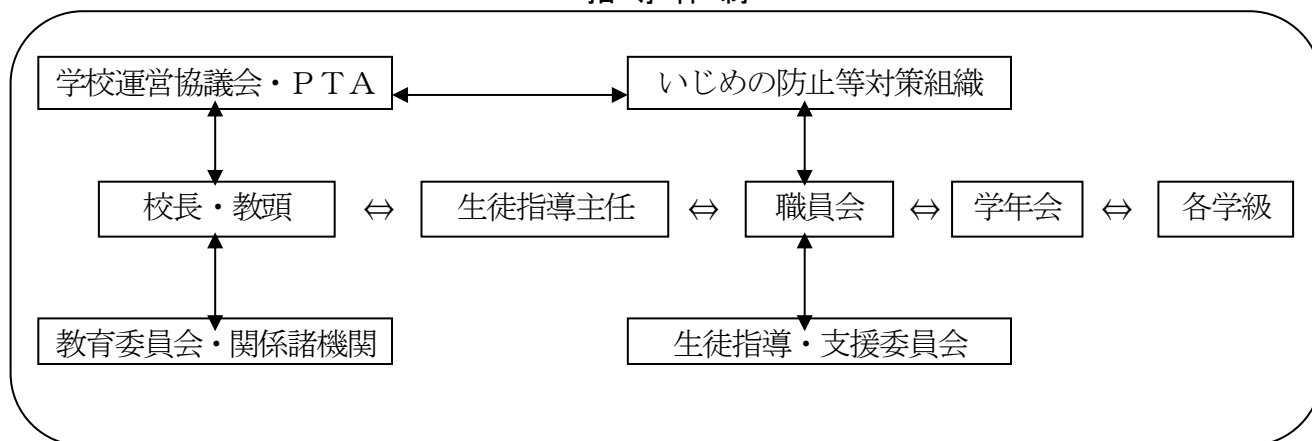 学校運営協議会・ＰＴＡ いじめの防止等対策組織
校長・教頭 ⇔ 生徒指導主任 ⇔ 職員会 ⇔ 学年会 ⇔ 各学級
教育委員会・関係諸機関 生徒指導・支援委員会